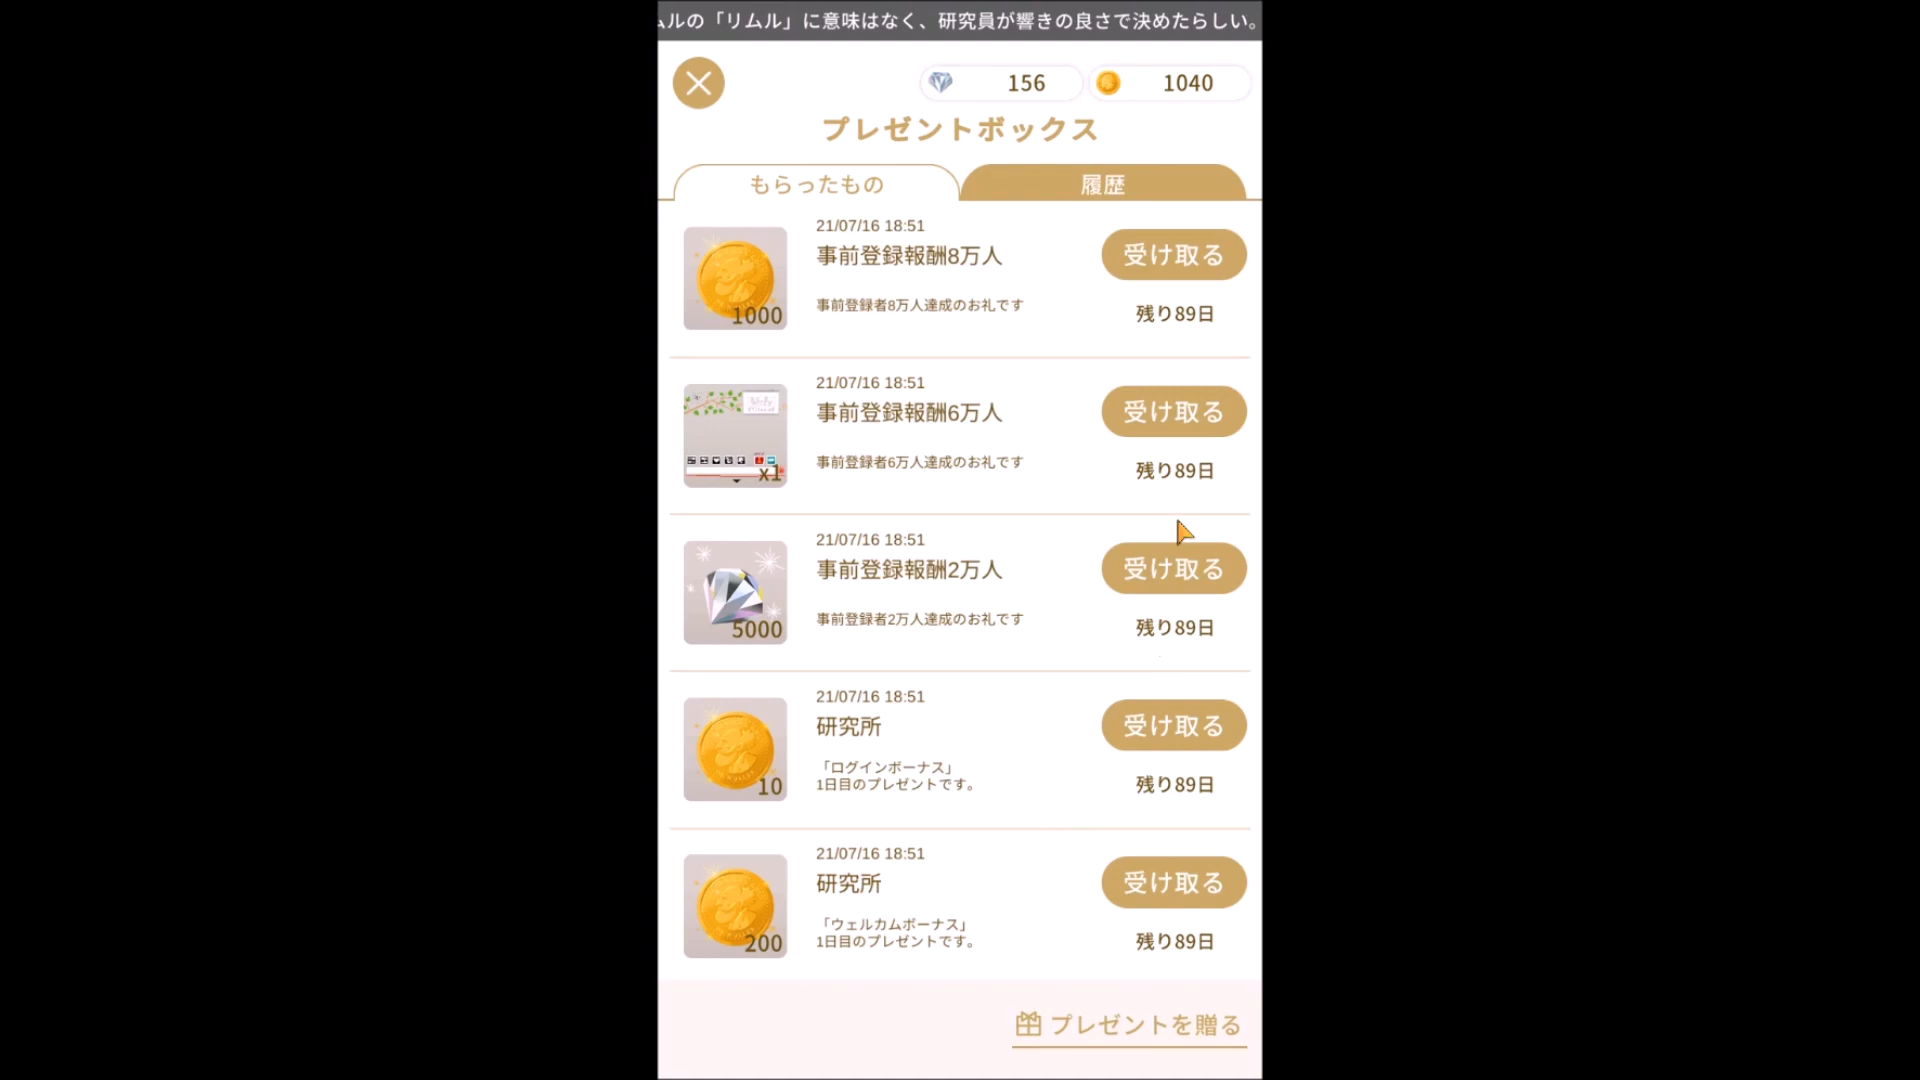 ムルの「リムル」に意味はなく、研究員が響きの良さで決めたらしい。
156
1040
プレゼントボックス
もらったもの
履歴
21/07/16 18:51
事前登録報酬8万人
受け取る
1000
事前登録者8万人達成のお礼です
残り89日
21/07/16 18:51
事前登録報酬6万人
受け取る
x1
事前登録者6万人達成のお礼です
残り89日
21/07/16 18:51
事前登録報酬2万人
受け取る
5000
事前登録者2万人達成のお礼です
残り89日
21/07/16 18:51
研究所
受け取る
10
「ログインボーナス」
1日目のプレゼントです。
残り89日
21/07/16 18:51
研究所
受け取る
200
「ウェルカムボーナス」
1日目のプレゼントです。
残り89日
プレゼントを贈る